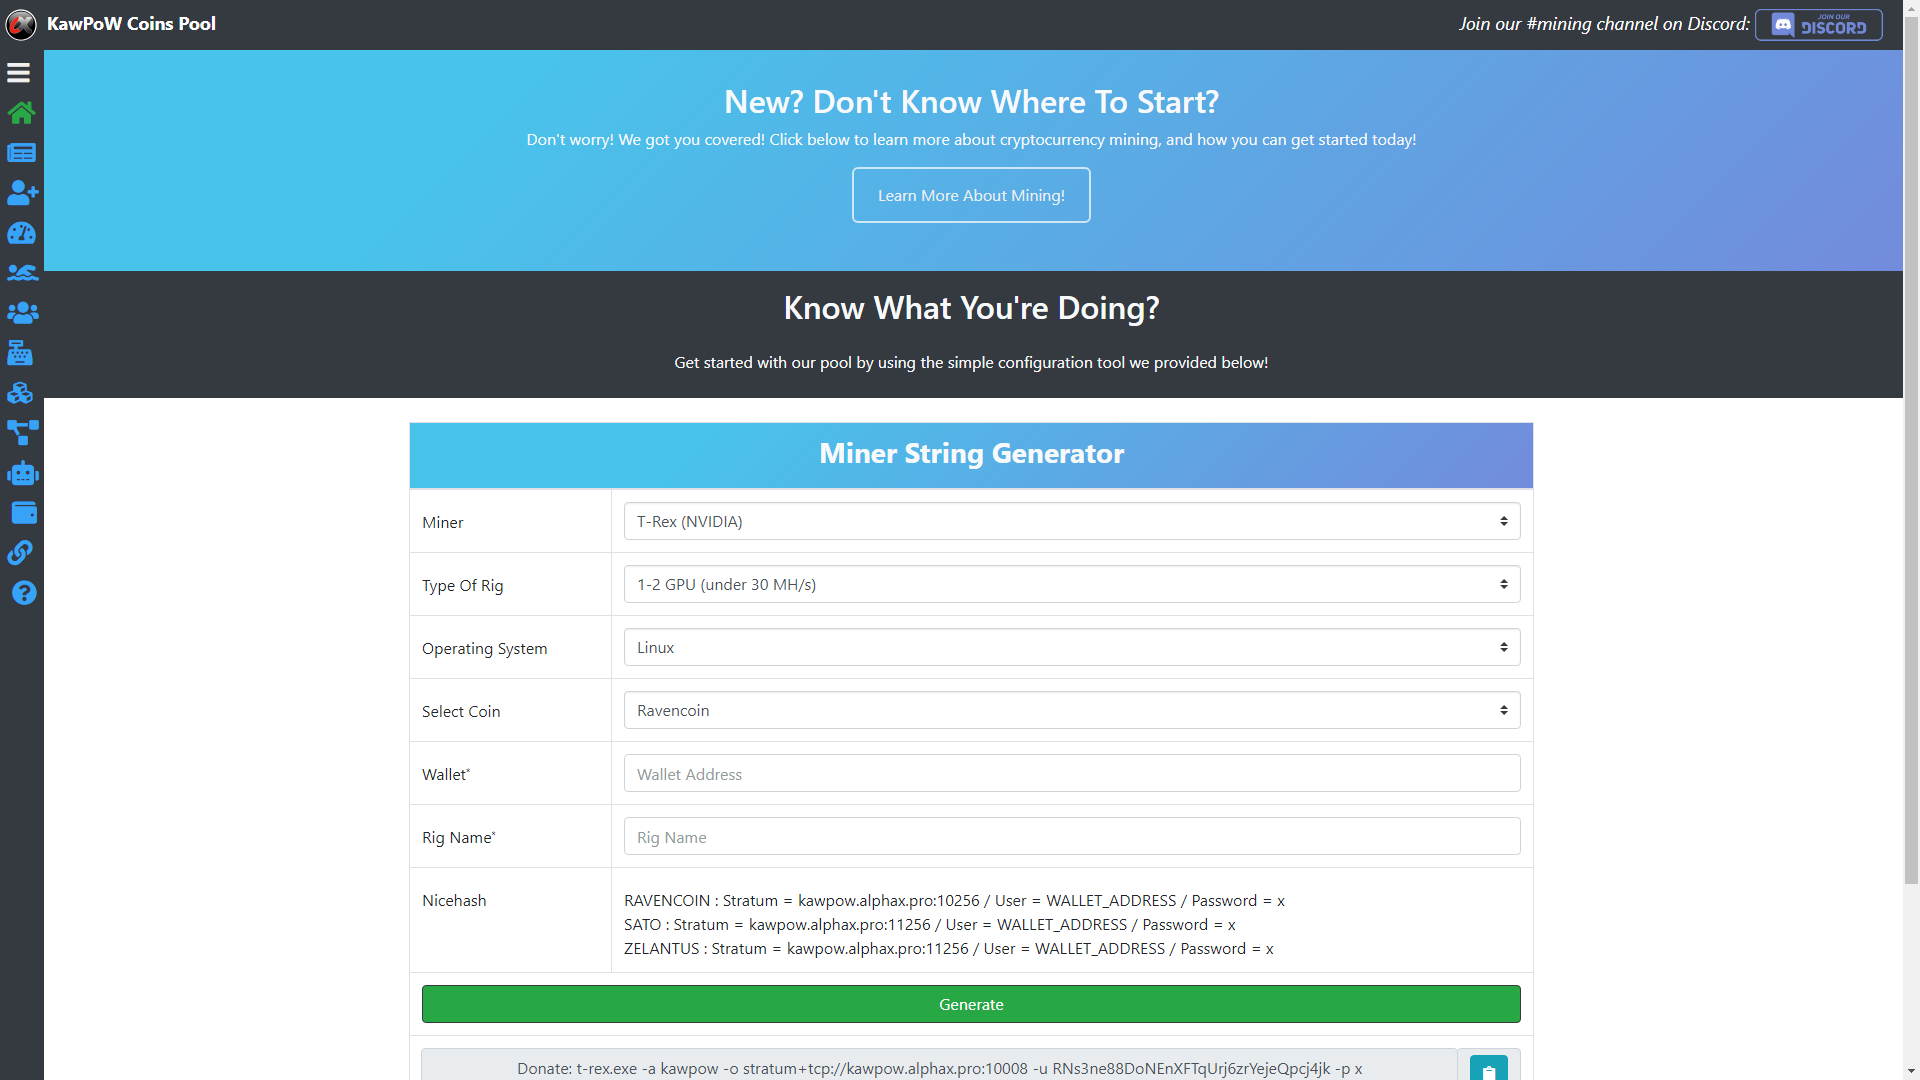 KawPoW Coins Pool
Join our #mining channel on Discord:
JOIN OUR
DISCORD
New? Don't Know Where To Start?
Don't worry! We got you covered! Click below to learn more about cryptocurrency mining, and how you can get started today!
Learn More About Mining!
Know What You're Doing?
Get started with our pool by using the simple configuration tool we provided below!
Miner String Generator
Miner
T-Rex (NVIDIA)
Type Of Rig
1-2 GPU (under 30 MH/s)
Operating System
Linux
Select Coin
Ravencoin
Wallet*
Wallet Address
Rig Name*
Rig Name
Nicehash
RAVENCOIN : Stratum = kawpow.alphax.pro:10256 / User = WALLET_ADDRESS / Password = x
SATO : Stratum = kawpow.alphax.pro:11256 / User = WALLET_ADDRESS / Password = x
ZELANTUS : Stratum = kawpow.alphax.pro:11256 / User = WALLET_ADDRESS / Password = x
Generate
Donate: t-rex.exe -a kawpow -o stratum+tcp://kawpow.alphax.pro:10008 -u RNs3ne88DoNEnXFTqUrj6zrYejeQpcj4jk -p x